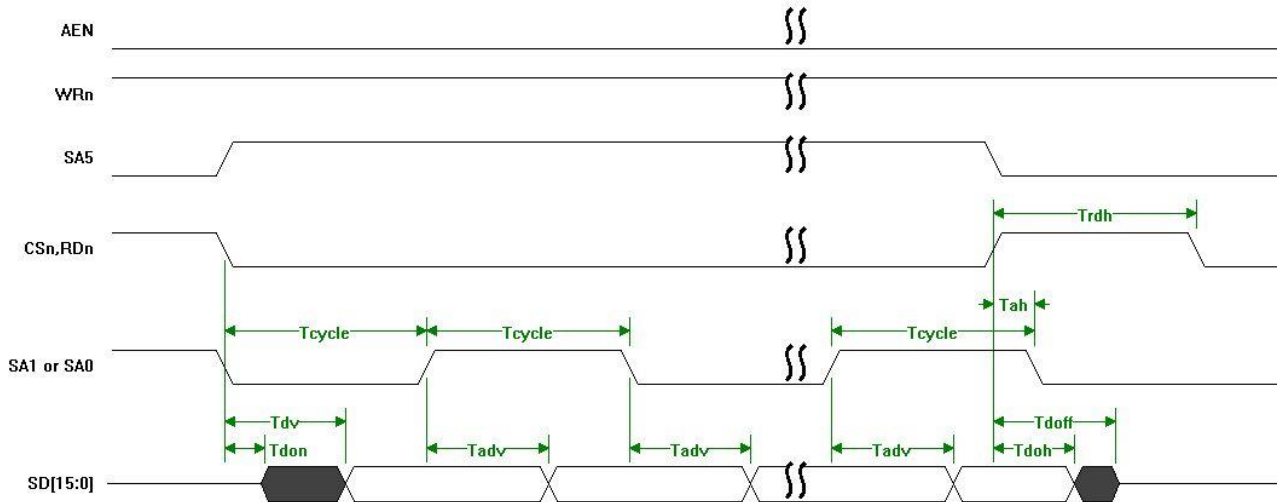 AEN
WRn
SA5
Trdh
CSn,RDn
Tah
Tcycle Tcycle Tcycle
SA1 or SA0
Tdv Tdoff
Tdon Tadv Tadv Tadv Tdoh
SD[15:0]